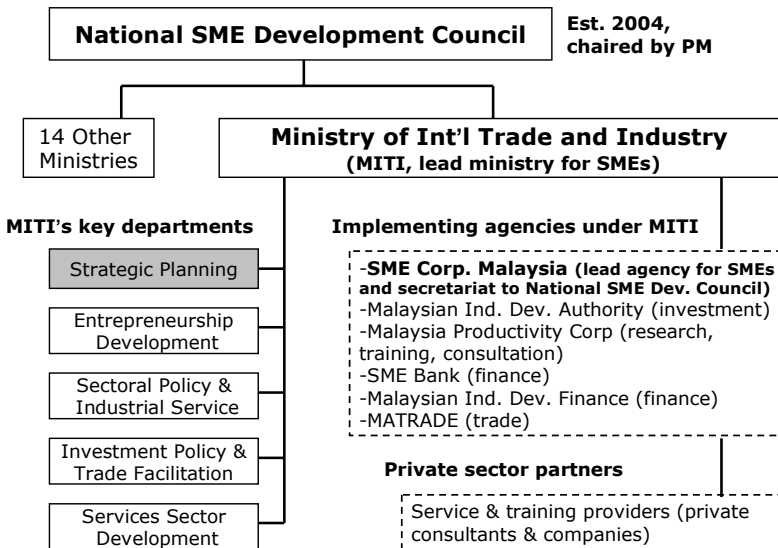 National SME Development Council
Est. 2004,
chaired by PM
14 Other
Ministries
Ministry of Int'l Trade and Industry
(MITI, lead ministry for SMEs)
MITI's key departments
Strategic Planning
Entrepreneurship
Development
Sectoral Policy &
Industrial Service
Investment Policy &
Trade Facilitation
Services Sector
Development
Implementing agencies under MITI
-SME Corp. Malaysia (lead agency for SMEs
and secretariat to National SME Dev. Council)
-Malaysian Ind. Dev. Authority (investment)
-Malaysia Productivity Corp (research,
training, consultation)
-SME Bank (finance)
-Malaysian Ind. Dev. Finance (finance)
-MATRADE (trade)
Private sector partners
Service & training providers (private
consultants & companies)